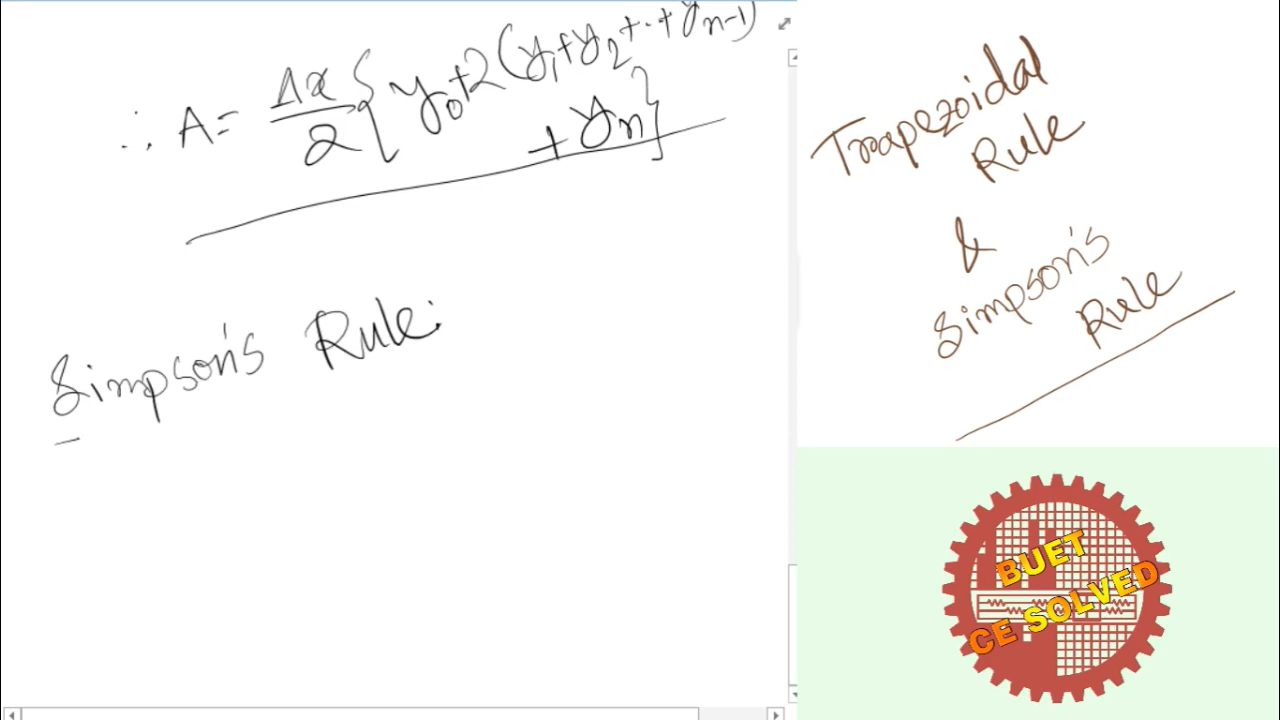 ∴ A = Δx/2 { y₀ + 2 (y₁ + y₂ + ·· + yₙ₋₁)
+ yₙ }
Simpson's Rule:
Trapezoidal
Rule
&
Simpson's
Rule
BUET
CE SOLVED